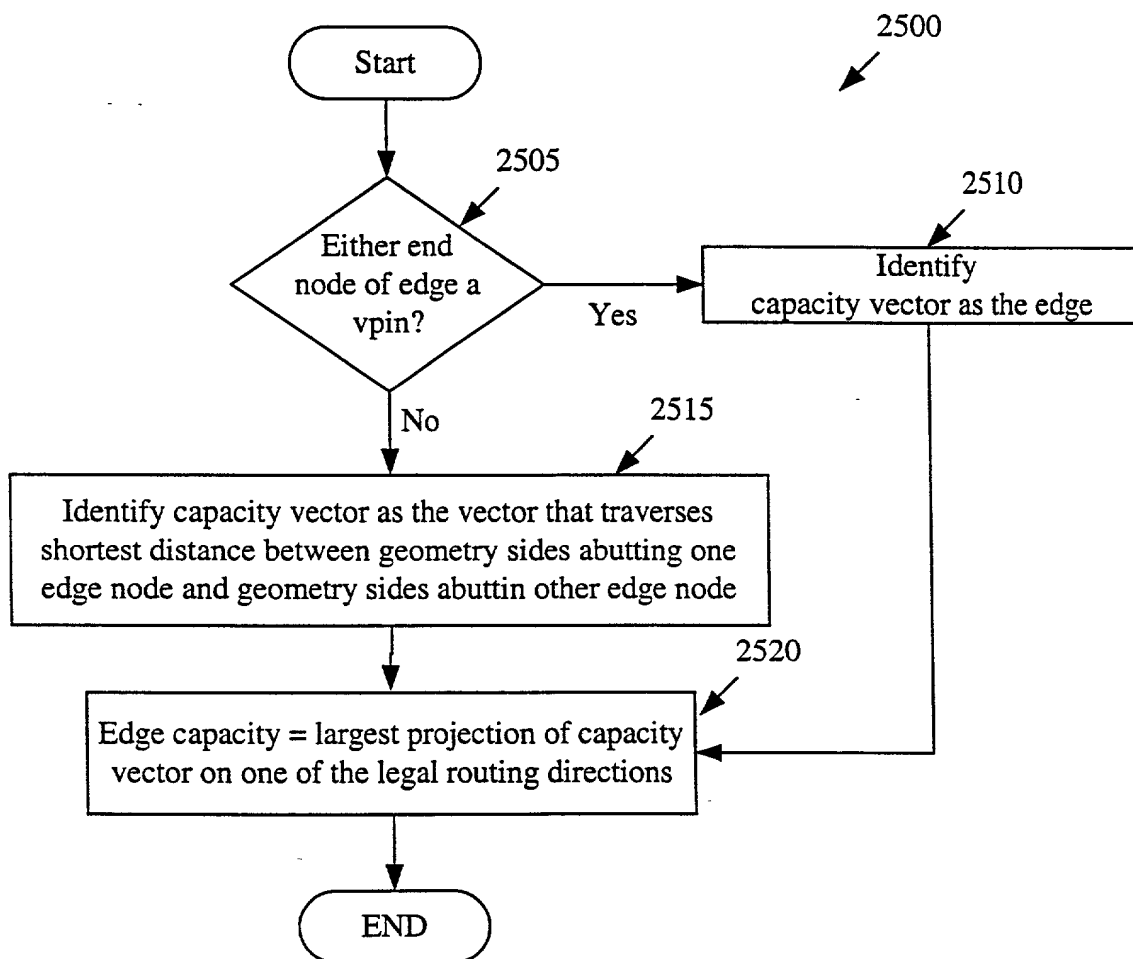 2500
Start
2505
Either end
node of edge a
vpin?
2510
Identify
capacity vector as the edge
Yes
No
2515
Identify capacity vector as the vector that traverses
shortest distance between geometry sides abutting one
edge node and geometry sides abuttin other edge node
2520
Edge capacity = largest projection of capacity
vector on one of the legal routing directions
END